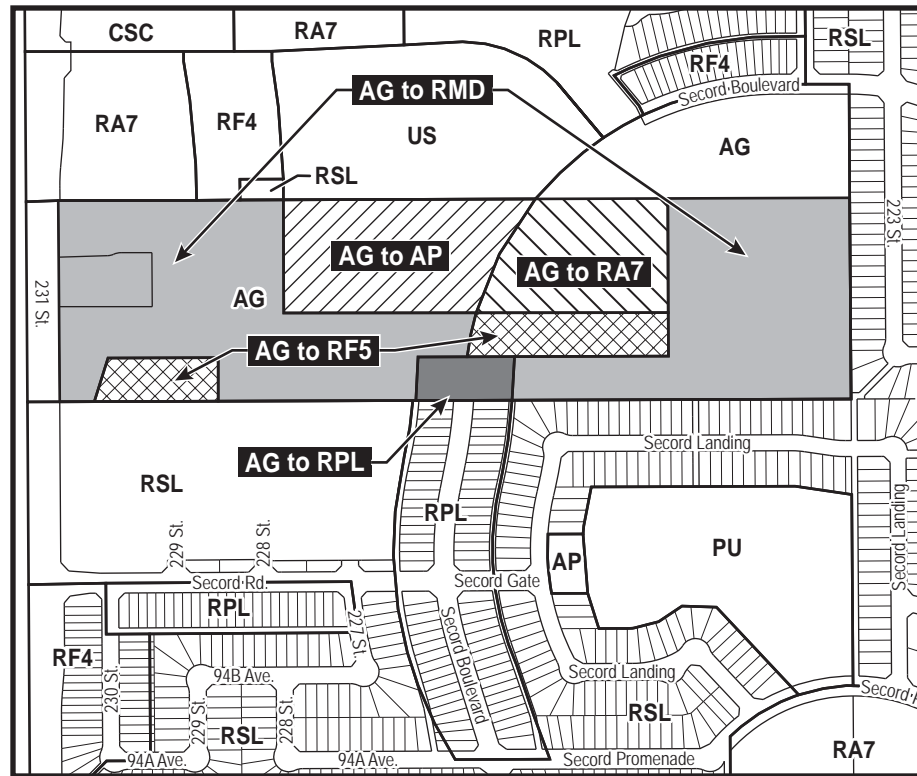 CSC
RA7
RPL
RSL
RF4
Secord Boulevard
AG to RMD
RA7
RF4
US
AG
RSL
223 St.
AG to AP
AG to RA7
231 St.
AG
AG to RF5
AG to RPL
Secord Landing
RSL
RPL
Secord Landing
229 St.
228 St.
PU
AP
Secord Rd.
Secord Gate
RPL
227 St.
RF4
230 St.
94B Ave.
Secord Boulevard
Secord Landing
229 St.
228 St.
RSL
RSL
94A Ave.
94A Ave.
Secord Promenade
RA7